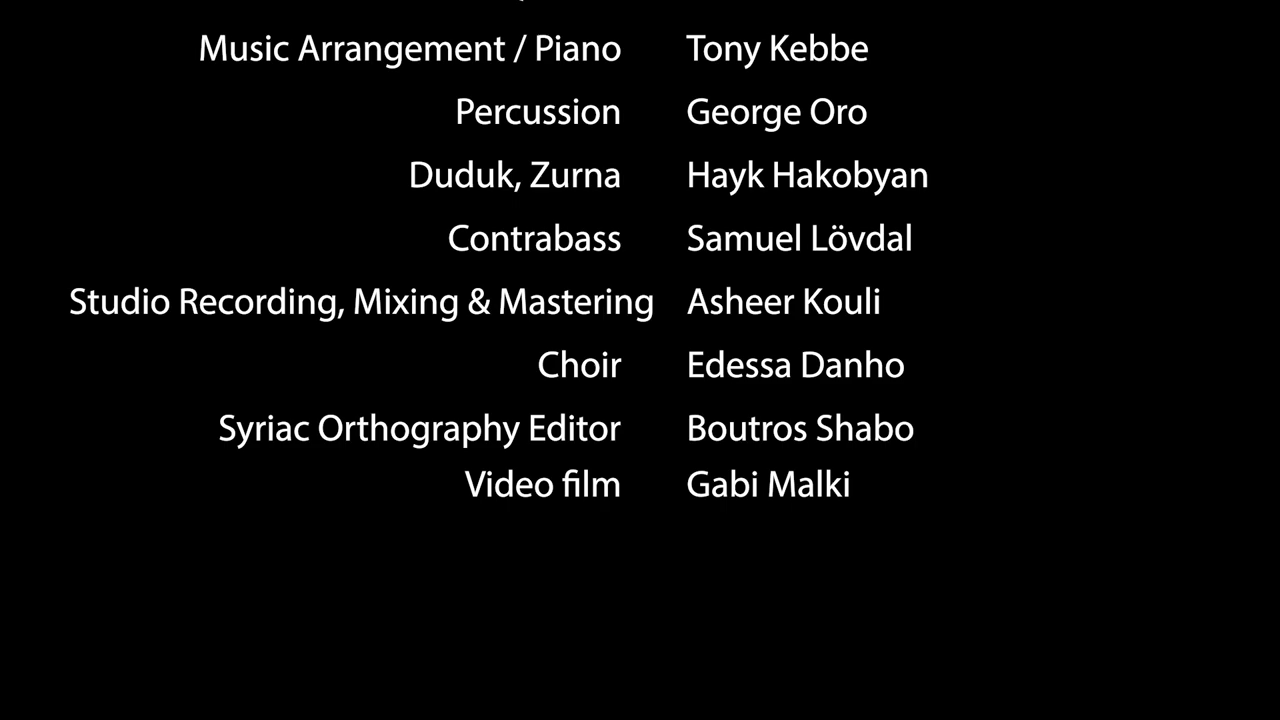 Music Arrangement / Piano Tony Kebbe
Percussion George Oro
Duduk, Zurna Hayk Hakobyan
Contrabass Samuel Lövdal
Studio Recording, Mixing & Mastering Asheer Kouli
Choir Edessa Danho
Syriac Orthography Editor Boutros Shabo
Video film Gabi Malki